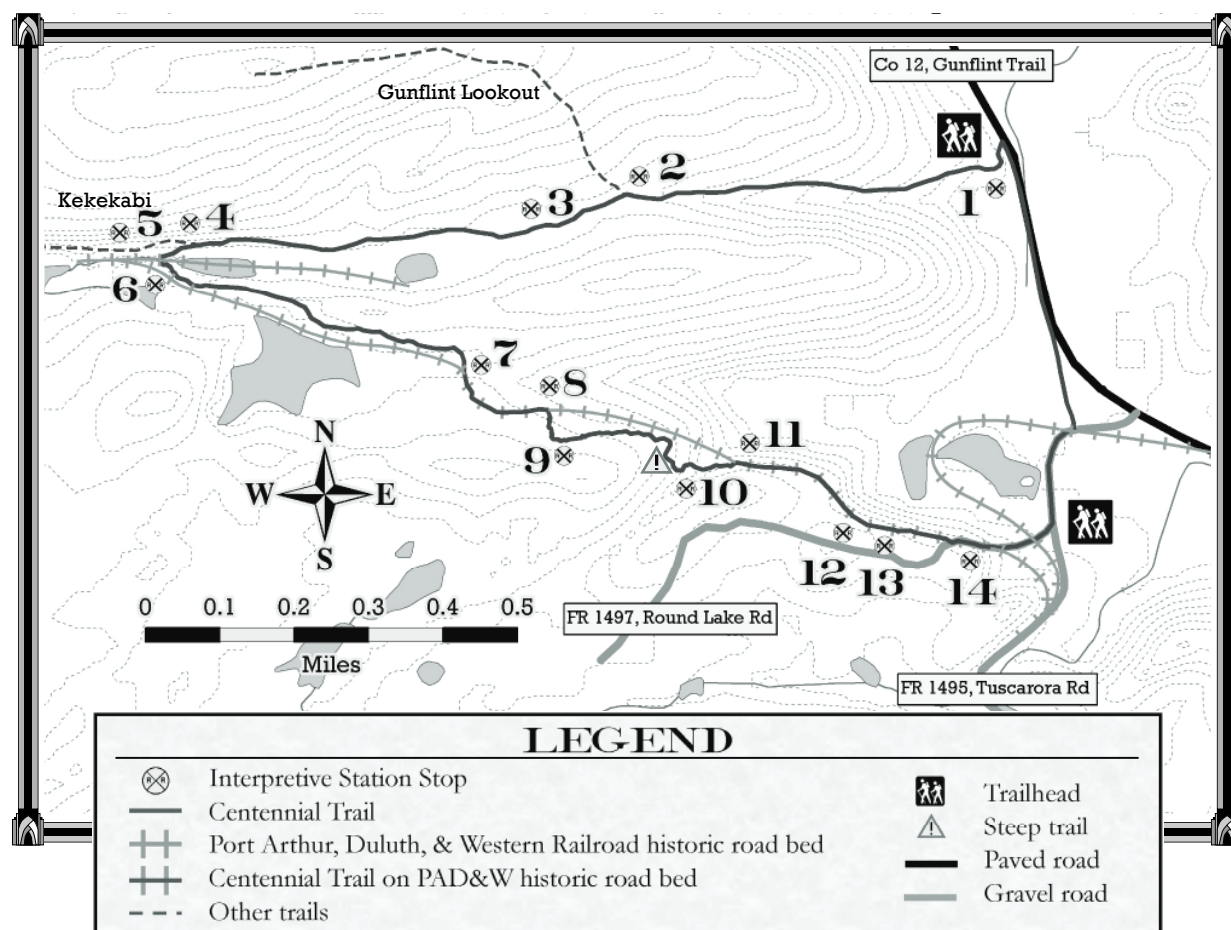 Co 12, Gunflint Trail
Gunflint Lookout
2
3
1
Kekekabi
5
4
6
7
8
9
11
10
N
W E
S
12 13
14
0 0.1 0.2 0.3 0.4 0.5
Miles
FR 1497, Round Lake Rd
FR 1495, Tuscarora Rd
LEGEND
Interpretive Station Stop
Centennial Trail
Port Arthur, Duluth, & Western Railroad historic road bed
Centennial Trail on PAD&W historic road bed
Other trails
Trailhead
Steep trail
Paved road
Gravel road